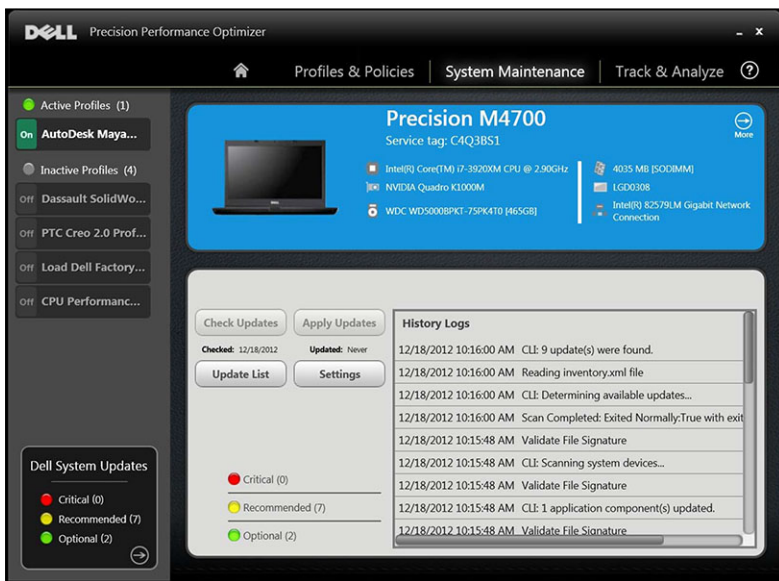 DELL Precision Performance Optimizer
Profiles & Policies
System Maintenance
Track & Analyze
?
Active Profiles (1)
On AutoDesk Maya...
Inactive Profiles (4)
Off Dassault SolidWo...
Off PTC Creo 2.0 Prof...
Off Load Dell Factory...
Off CPU Performanc...
Dell System Updates
Critical (0)
Recommended (7)
Optional (2)
Precision M4700
Service tag: C4Q3BS1
More
Intel(R) Core(TM) i7-3920XM CPU @ 2.90GHz
NVIDIA Quadro K1000M
WDC WD5000BPKT-75PK4T0 [465GB]
4035 MB [SODIMM]
LGD0308
Intel(R) 82579LM Gigabit Network
Connection
Check Updates
Apply Updates
Checked: 12/18/2012
Updated: Never
Update List
Settings
Critical (0)
Recommended (7)
Optional (2)
History Logs
12/18/2012 10:16:00 AM CLI: 9 update(s) were found.
12/18/2012 10:16:00 AM Reading inventory.xml file
12/18/2012 10:16:00 AM CLI: Determining available updates...
12/18/2012 10:16:00 AM Scan Completed: Exited Normally:True with exit
12/18/2012 10:15:48 AM Validate File Signature
12/18/2012 10:15:48 AM CLI: Scanning system devices...
12/18/2012 10:15:48 AM Validate File Signature
12/18/2012 10:15:48 AM CLI: 1 application component(s) updated.
12/18/2012 10:15:48 AM Validate File Signature